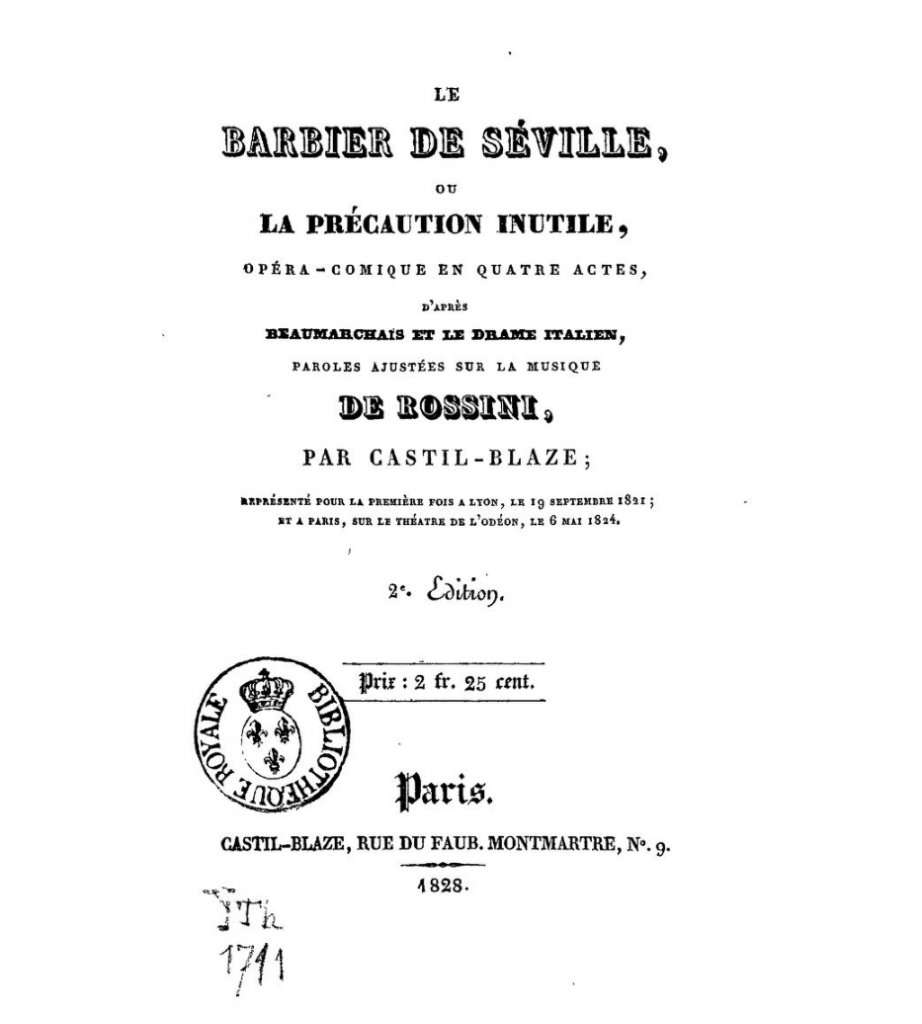 LE
BARBIER DE SÉVILLE,
OU
LA PRÉCAUTION INUTILE,
OPÉRA-COMIQUE EN QUATRE ACTES,
D'APRÈS
BEAUMARCHAIS ET LE DRAME ITALIEN,
PAROLES AJUSTÉES SUR LA MUSIQUE
DE ROSSINI,
PAR CASTIL-BLAZE;
REPRÉSENTÉ POUR LA PREMIÈRE FOIS A LYON, LE 19 SEPTEMBRE 1821;
ET A PARIS, SUR LE THÉATRE DE L'ODÉON, LE 6 MAI 1824.
2e. Edition.
Prix : 2 fr. 25 cent.
BIBLIOTHEQUE ROYALE
Paris.
CASTIL-BLAZE, RUE DU FAUB. MONTMARTRE, No. 9.
1828.
Th